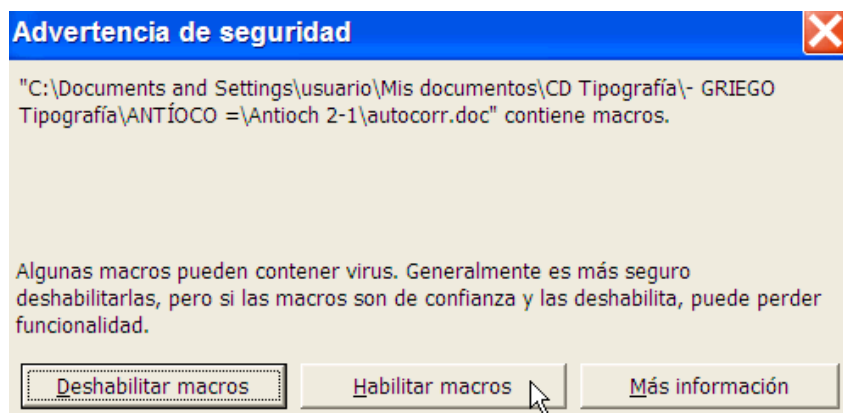 Advertencia de seguridad
"C:\Documents and Settings\usuario\Mis documentos\CD Tipografía\- GRIEGO
Tipografía\ANTÍOCO =\Antioch 2-1\autocorr.doc" contiene macros.
Algunas macros pueden contener virus. Generalmente es más seguro
deshabilitarlas, pero si las macros son de confianza y las deshabilita, puede perder
funcionalidad.
Deshabilitar macros Habilitar macros Más información